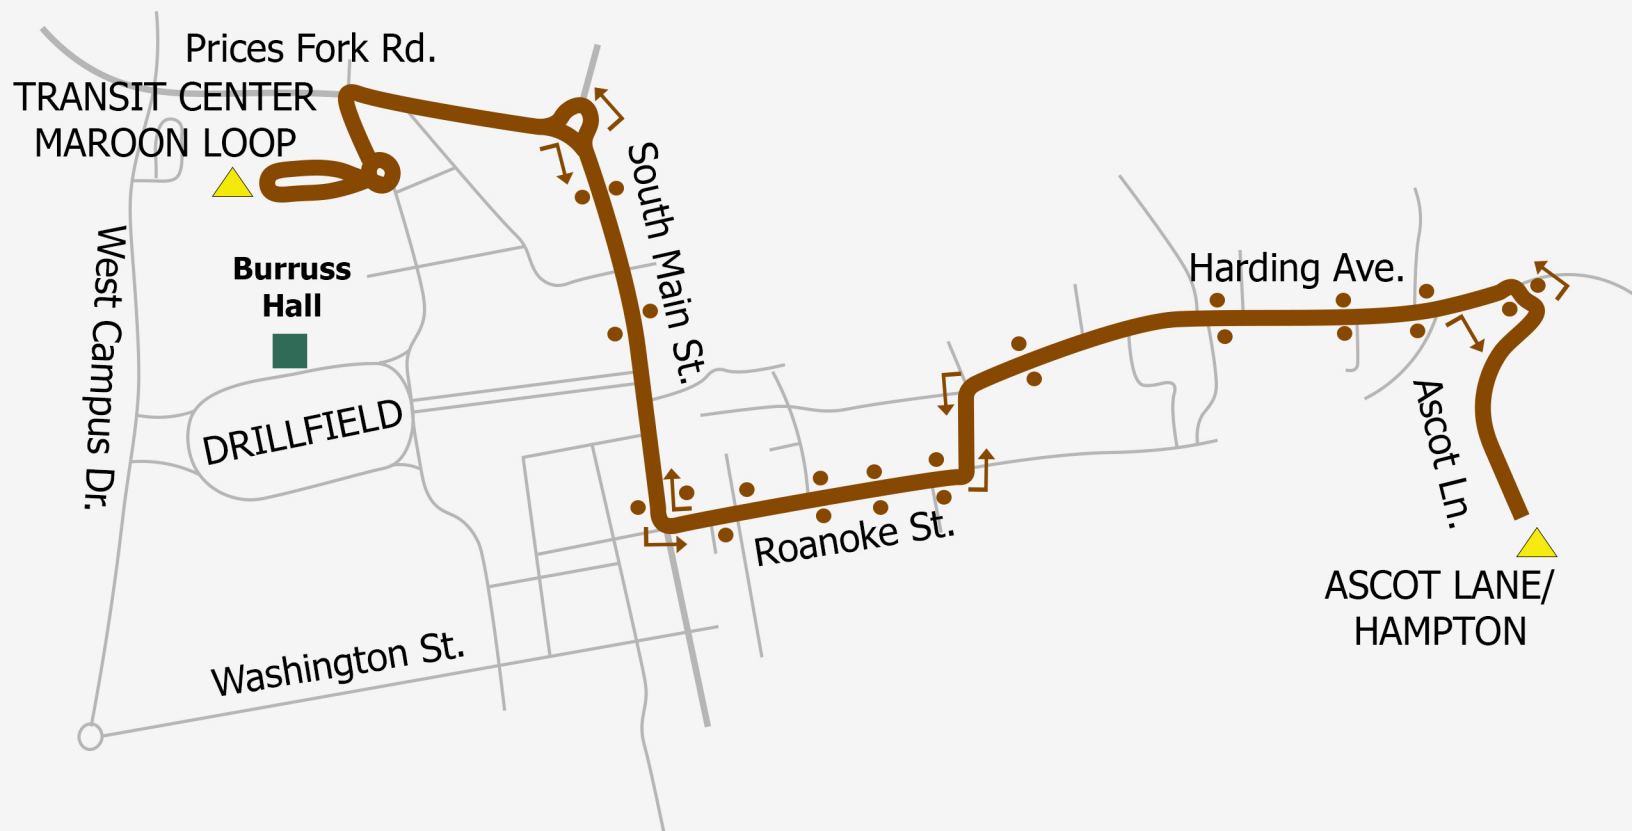 Prices Fork Rd.
TRANSIT CENTER
MAROON LOOP
South Main St.
West Campus Dr.
Burruss
Hall
Harding Ave.
DRILLFIELD
Ascot Ln.
Roanoke St.
ASCOT LANE/
HAMPTON
Washington St.